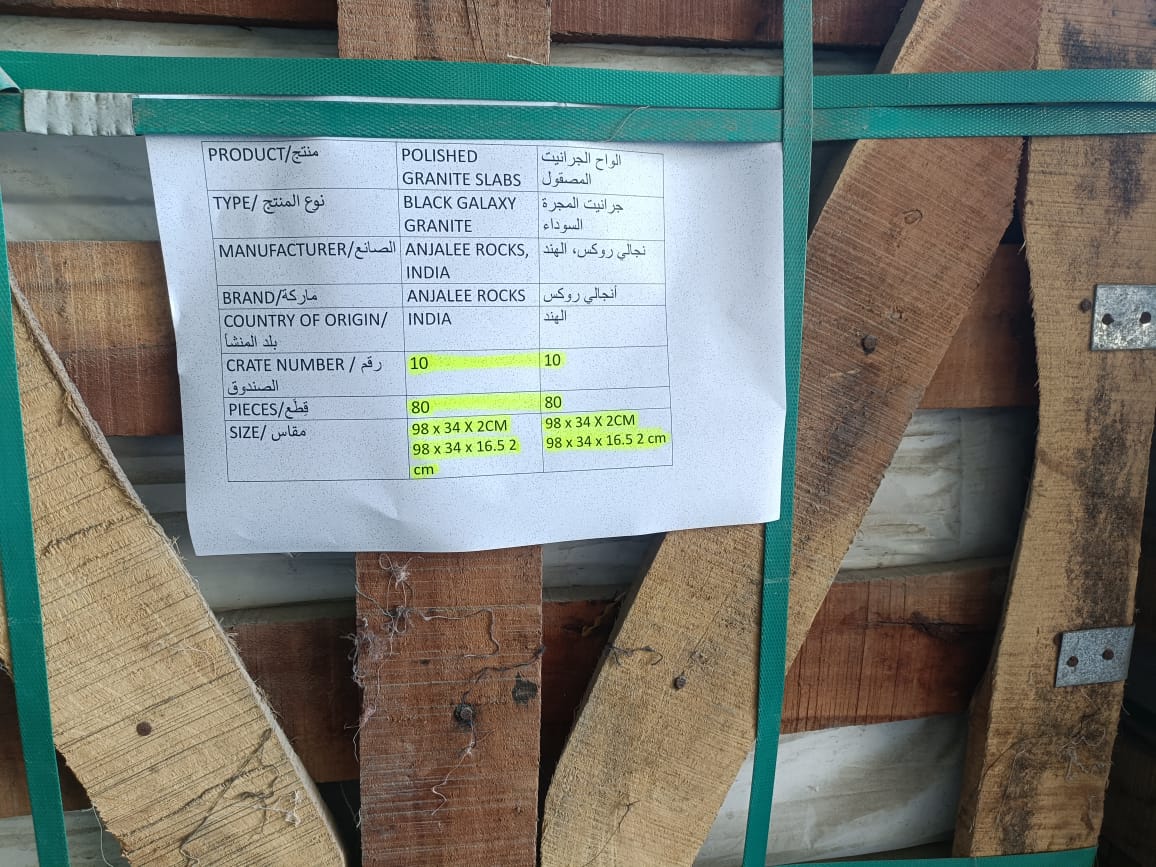 PRODUCT/منتج POLISHED GRANITE SLABS الواح الجرانيت المصقول
TYPE/ نوع المنتج BLACK GALAXY GRANITE جرانيت المجرة السوداء
MANUFACTURER/الصانع ANJALEE ROCKS, INDIA نجالي روكس، الهند
BRAND/ماركة ANJALEE ROCKS أنجالي روكس
COUNTRY OF ORIGIN/ بلد المنشأ INDIA الهند
CRATE NUMBER / رقم الصندوق 10 10
PIECES/قِطَع 80 80
SIZE/ مقاس 98 x 34 X 2CM 98 x 34 X 2CM
98 x 34 x 16.5 2 cm 98 x 34 x 16.5 2 cm